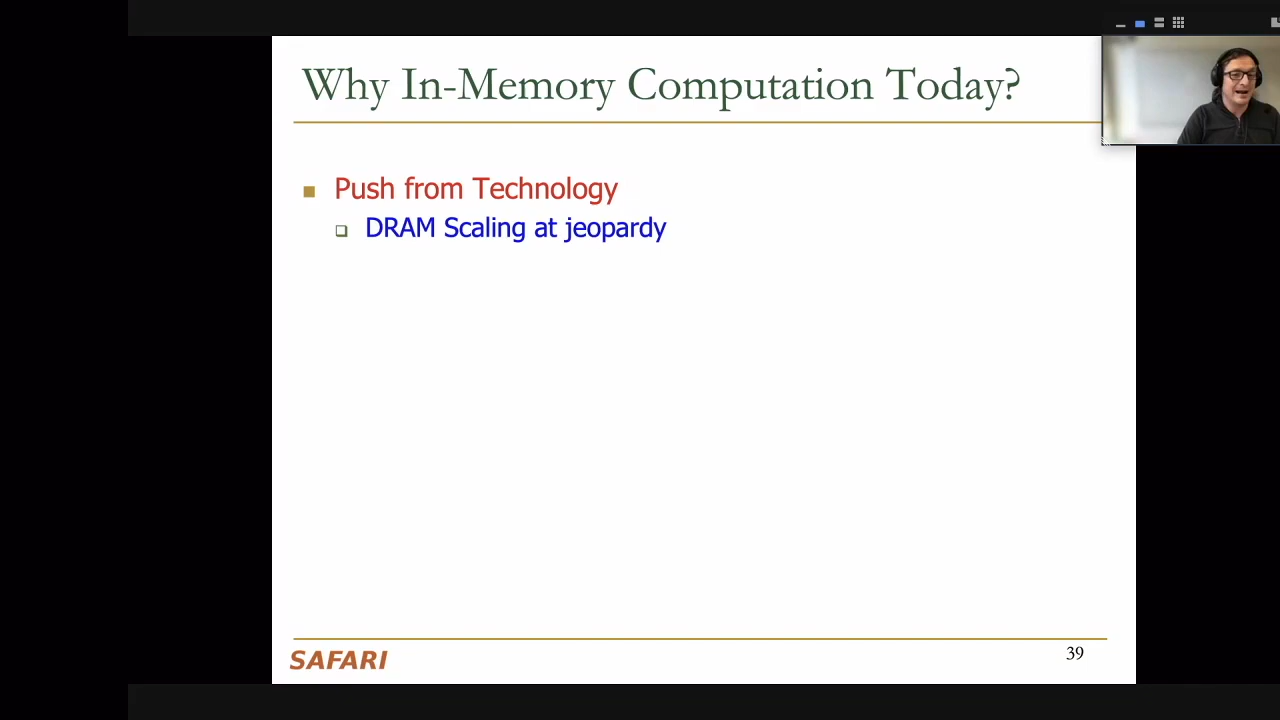 Why In-Memory Computation Today?
Push from Technology
DRAM Scaling at jeopardy
SAFARI
39